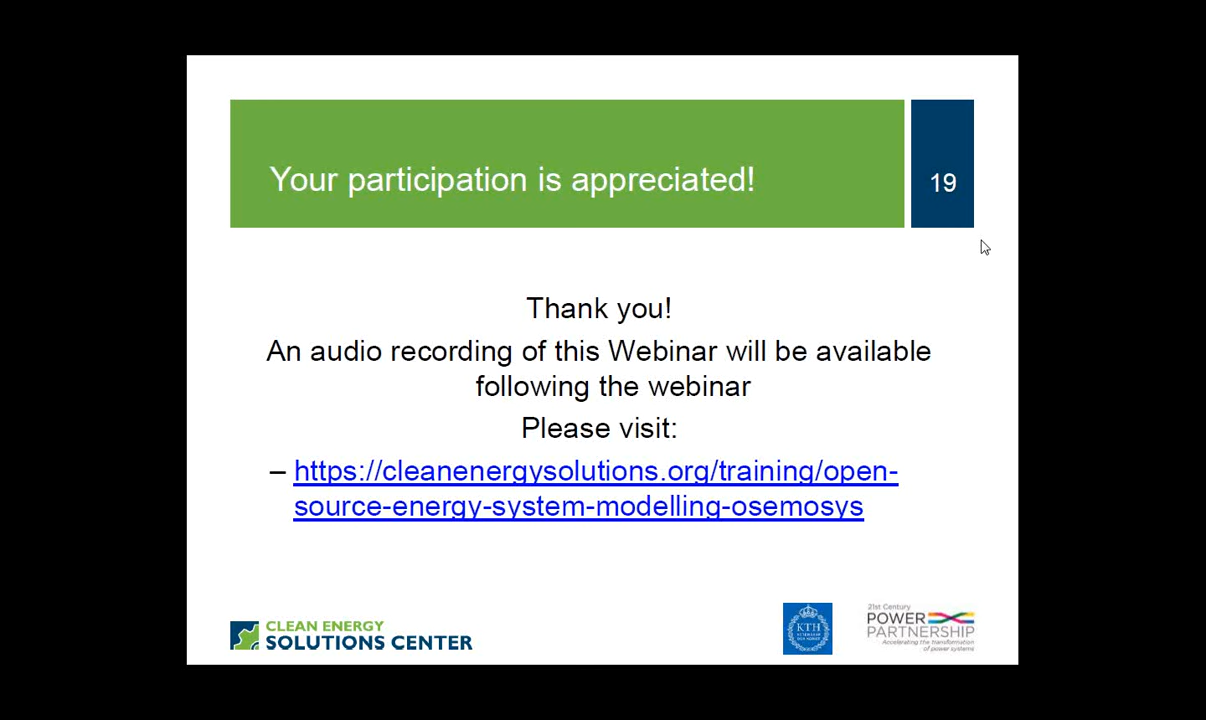 Your participation is appreciated!
19
Thank you!
An audio recording of this Webinar will be available
following the webinar
Please visit:
– https://cleanenergysolutions.org/training/open-
source-energy-system-modelling-osemosys
CLEAN ENERGY
SOLUTIONS CENTER
KTH
21st Century
POWER
PARTNERSHIP
Accelerating the transformation
of power systems